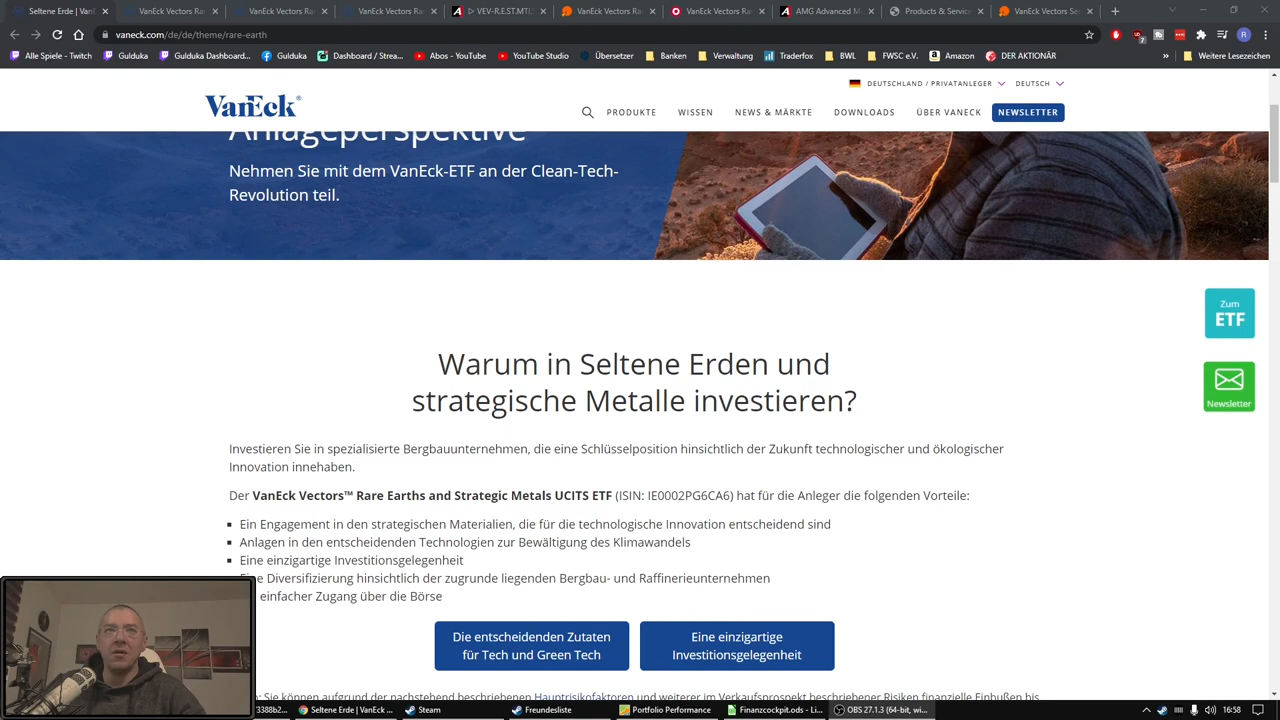 Seltene Erden | W
VanEck Vectors Ra
VanEck Vectors Ra
VanEck Vectors Ra
▷ VEV-R.E.ST.MTLS
VanEck Vectors Ra
VanEck Vectors Ra
AMG Advanced M
Products & Service
VanEck Vectors Se
vaneck.com/de/de/theme/rare-earth
Alle Spiele - Twitch
Gulduka
Gulduka Dashboard...
Gulduka
Dashboard / Strea...
Abos - YouTube
YouTube Studio
Übersetzer
Banken
Verwaltung
Traderfox
BWL
FWSC e.V.
Amazon
DER AKTIONÄR
»
Weitere Leselisten
DEUTSCHLAND / PRIVATANLEGER
DEUTSCH
VanEck®
PRODUKTE
WISSEN
NEWS & MÄRKTE
DOWNLOADS
ÜBER VANECK
NEWSLETTER
Anlageperspektive
Nehmen Sie mit dem VanEck-ETF an der Clean-Tech-
Revolution teil.
Zum
ETF
Newsletter
Warum in Seltene Erden und
strategische Metalle investieren?
Investieren Sie in spezialisierte Bergbauunternehmen, die eine Schlüsselposition hinsichtlich der Zukunft technologischer und ökologischer
Innovation innehaben.
Der VanEck Vectors™ Rare Earths and Strategic Metals UCITS ETF (ISIN: IE0002PG6CA6) hat für die Anleger die folgenden Vorteile:
Ein Engagement in den strategischen Materialien, die für die technologische Innovation entscheidend sind
Anlagen in den entscheidenden Technologien zur Bewältigung des Klimawandels
Eine einzigartige Investitionsgelegenheit
Eine Diversifizierung hinsichtlich der zugrunde liegenden Bergbau- und Raffinerieunternehmen
einfacher Zugang über die Börse
Die entscheidenden Zutaten
für Tech und Green Tech
Eine einzigartige
Investitionsgelegenheit
Sie können aufgrund der nachstehend beschriebenen Hauptrisikofaktoren und weiterer im Verkaufsprospekt beschriebener Risiken finanzielle Einbußen bis
73388b2...
Seltene Erde | VanEck...
Steam
Freundesliste
Portfolio Performance
Finanzcockpit.ods - Li...
OBS 27.1.3 (64-bit, wi...
16:58